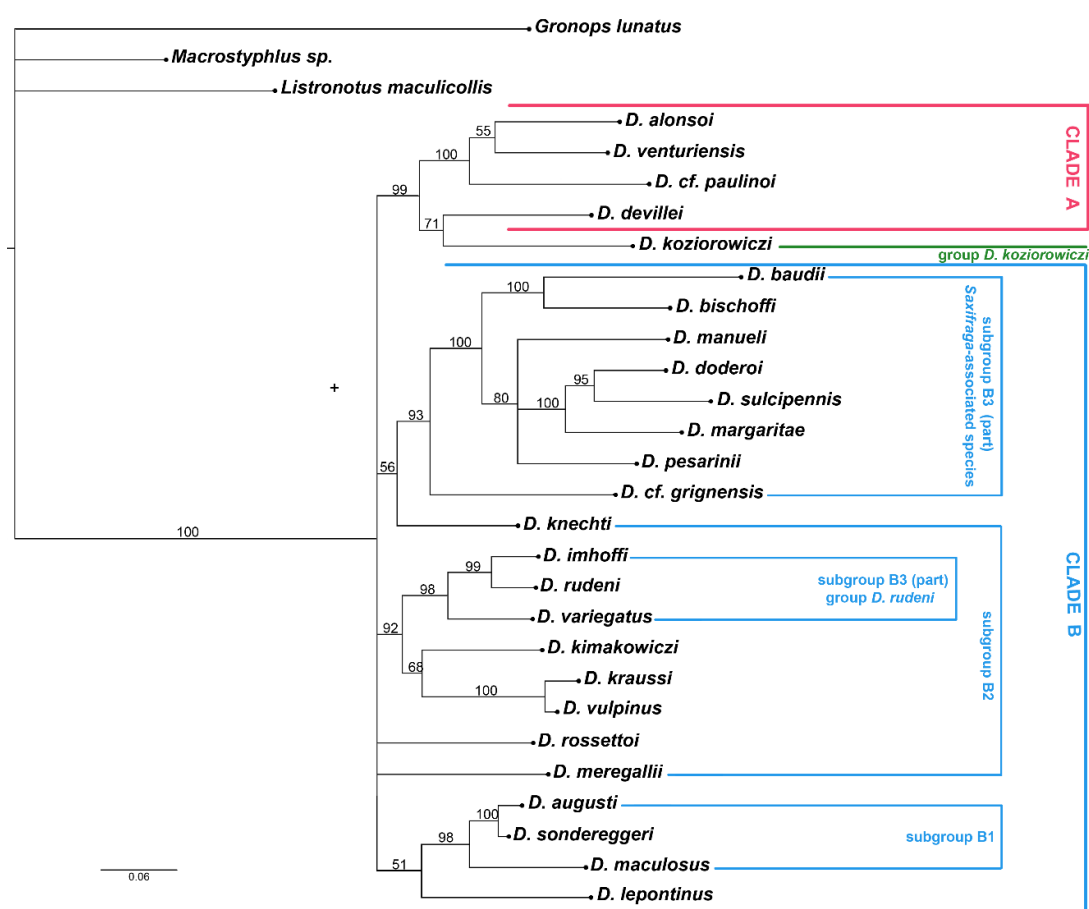 Gronops lunatus
Macrostyphlus sp.
Listronotus maculicollis
D. alonsoi
55
D. venturiensis
100
D. cf. paulinoi
99
D. devillei
71
D. koziorowiczi
CLADE A
group D. koziorowiczi
D. baudii
100
D. bischoffi
100
D. manueli
D. doderoi
95
80
D. sulcipennis
100
93
D. margaritae
D. pesarinii
56
D. cf. grignensis
subgroup B3 (part)
Saxifraga-associated species
+
D. knechti
100
D. imhoffi
99
D. rudeni
98
D. variegatus
subgroup B3 (part)
group D. rudeni
92
D. kimakowiczi
68
D. kraussi
100
D. vulpinus
D. rossettoi
D. meregallii
subgroup B2
CLADE B
D. augusti
100
D. sondereggeri
98
subgroup B1
51
D. maculosus
D. lepontinus
0.06